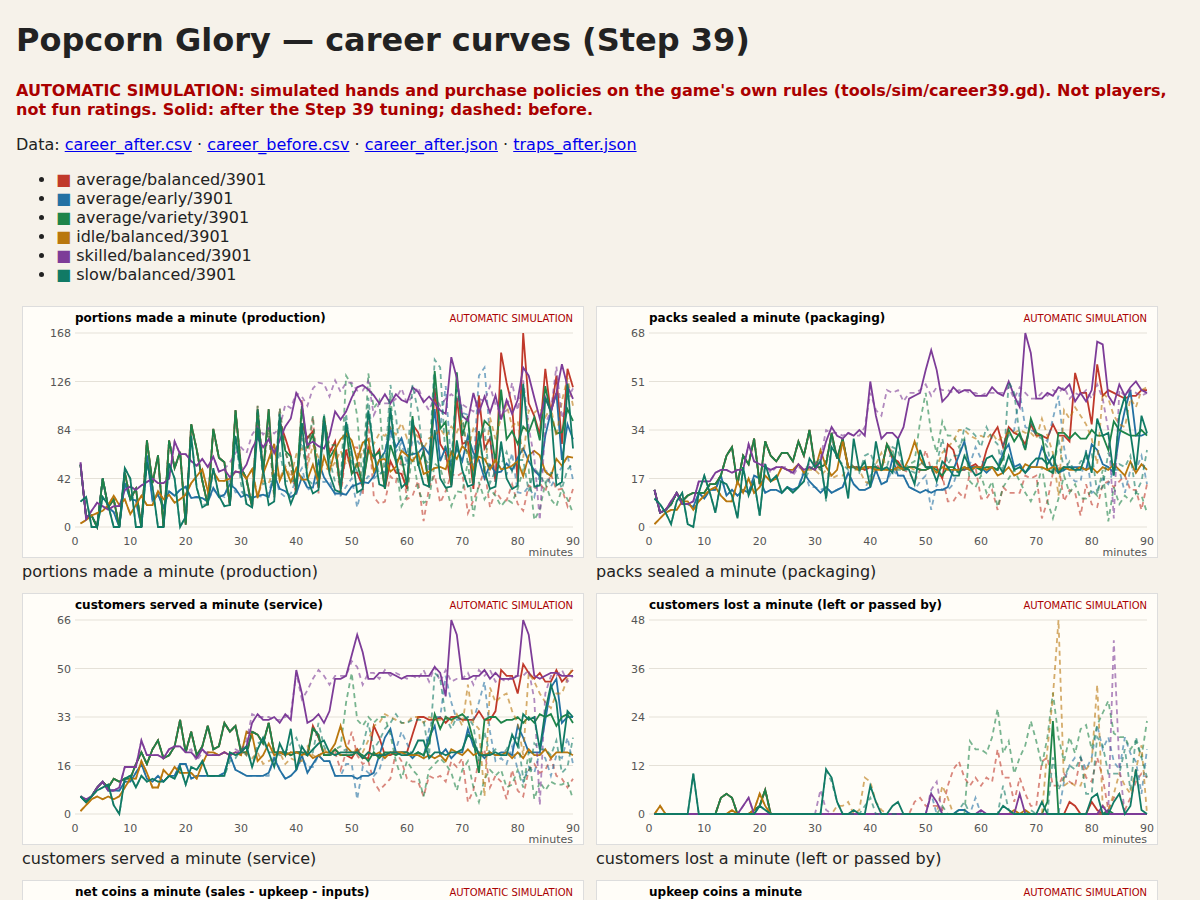 Popcorn Glory — career curves (Step 39)
AUTOMATIC SIMULATION: simulated hands and purchase policies on the game's own rules (tools/sim/career39.gd). Not players,
not fun ratings. Solid: after the Step 39 tuning; dashed: before.
Data: career_after.csv · career_before.csv · career_after.json · traps_after.json
• average/balanced/3901
• average/early/3901
• average/variety/3901
• idle/balanced/3901
• skilled/balanced/3901
• slow/balanced/3901
portions made a minute (production) AUTOMATIC SIMULATION
168
126
84
42
0
0 10 20 30 40 50 60 70 80 90
minutes
portions made a minute (production)
packs sealed a minute (packaging) AUTOMATIC SIMULATION
68
51
34
17
0
0 10 20 30 40 50 60 70 80 90
minutes
packs sealed a minute (packaging)
customers served a minute (service) AUTOMATIC SIMULATION
66
50
33
16
0
0 10 20 30 40 50 60 70 80 90
minutes
customers served a minute (service)
customers lost a minute (left or passed by) AUTOMATIC SIMULATION
48
36
24
12
0
0 10 20 30 40 50 60 70 80 90
minutes
customers lost a minute (left or passed by)
net coins a minute (sales - upkeep - inputs) AUTOMATIC SIMULATION
upkeep coins a minute AUTOMATIC SIMULATION